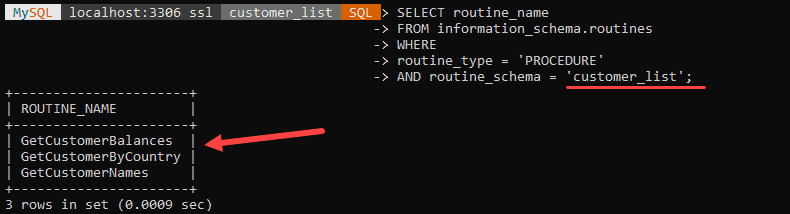 MySQL localhost:3306 ssl customer_list SQL > SELECT routine_name
-> FROM information_schema.routines
-> WHERE
-> routine_type = 'PROCEDURE'
-> AND routine_schema = 'customer_list';
+--------------------+
| ROUTINE_NAME |
+--------------------+
| GetCustomerBalances |
| GetCustomerByCountry |
| GetCustomerNames |
+--------------------+
3 rows in set (0.0009 sec)